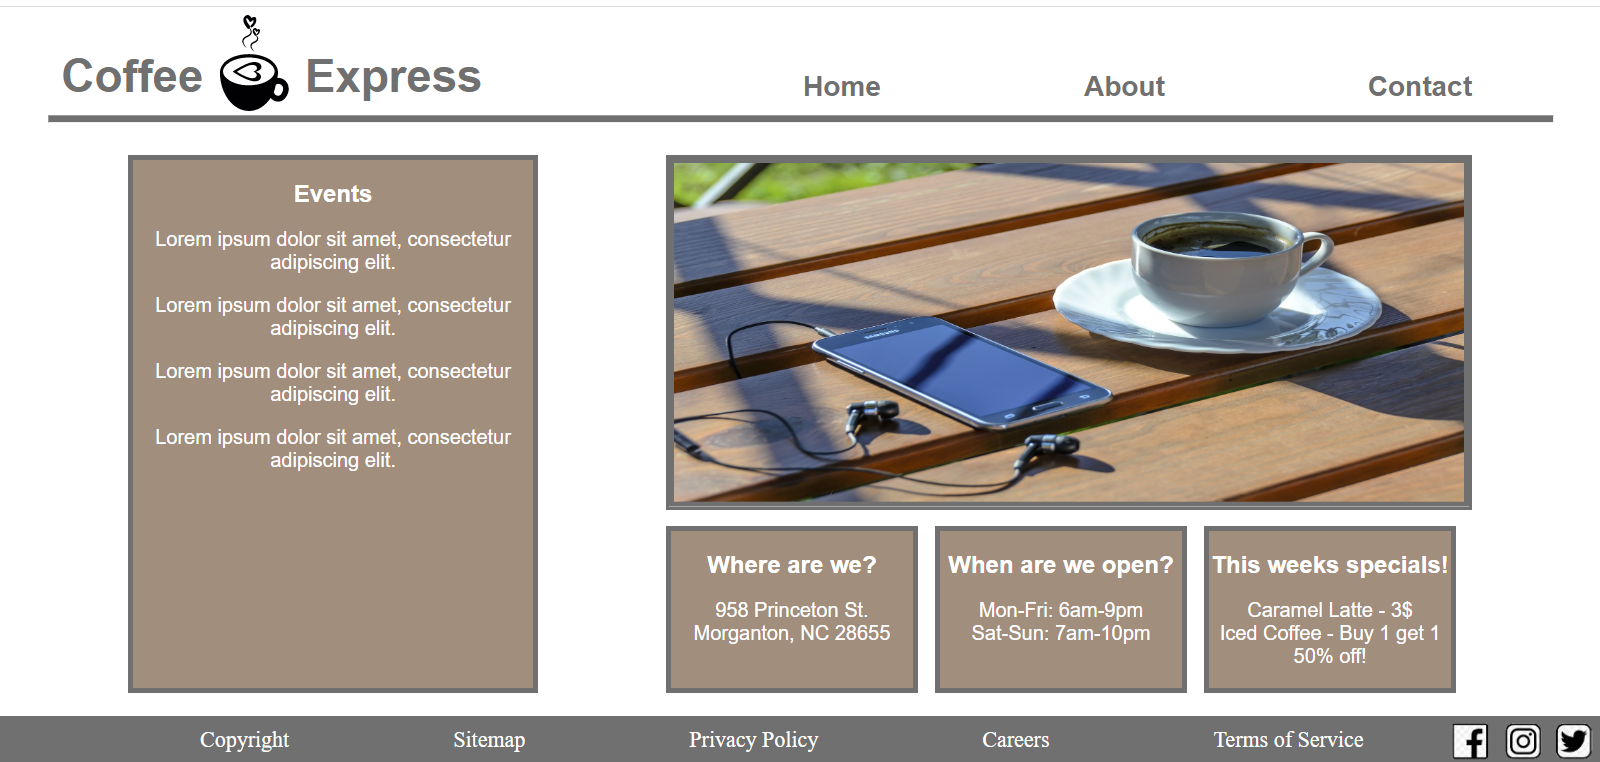 Coffee Express
Home About Contact
Events
Lorem ipsum dolor sit amet, consectetur
adipiscing elit.
Lorem ipsum dolor sit amet, consectetur
adipiscing elit.
Lorem ipsum dolor sit amet, consectetur
adipiscing elit.
Lorem ipsum dolor sit amet, consectetur
adipiscing elit.
SAMSUNG
Where are we?
958 Princeton St.
Morganton, NC 28655
When are we open?
Mon-Fri: 6am-9pm
Sat-Sun: 7am-10pm
This weeks specials!
Caramel Latte - 3$
Iced Coffee - Buy 1 get 1
50% off!
Copyright Sitemap Privacy Policy Careers Terms of Service